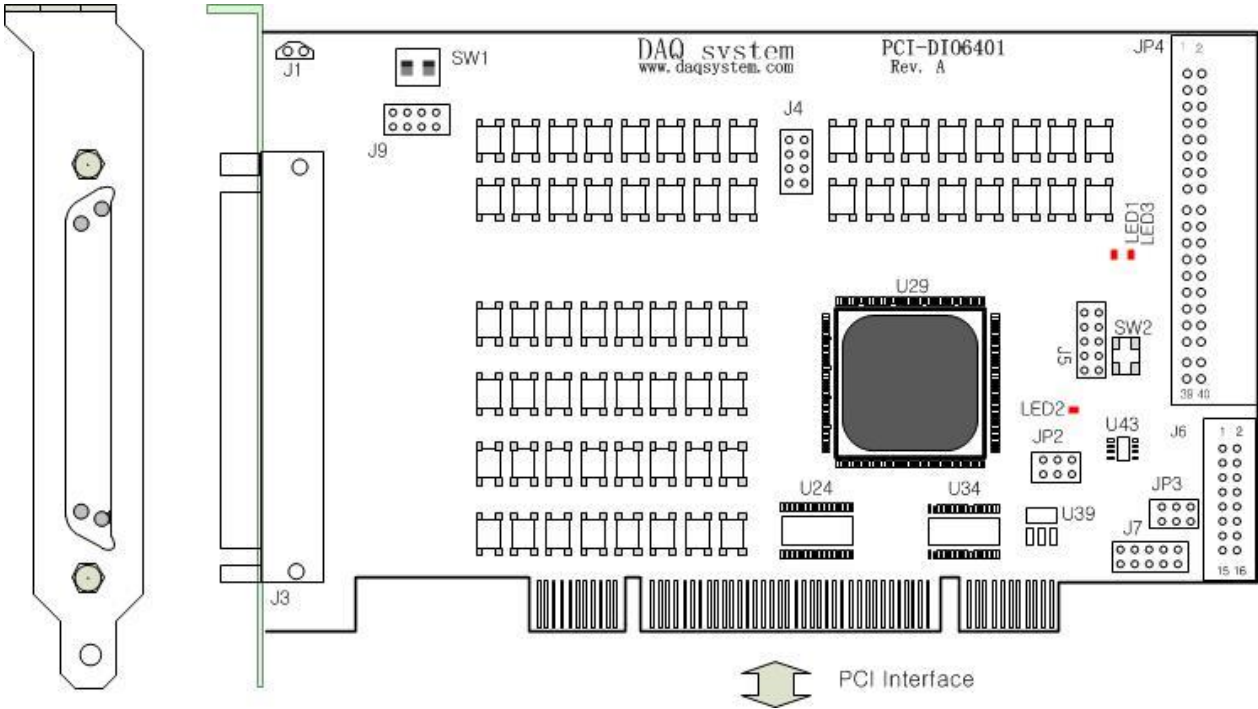 J1
SW1
DAQ system
www.daqsystem.com
PCI-DIO6401
Rev. A
JP4
1 2
J9
J4
LED1
LED3
U29
SW2
J5
39 40
LED2
JP2
U43
J6
1 2
U24
U34
U39
JP3
J7
15 16
J3
PCI Interface